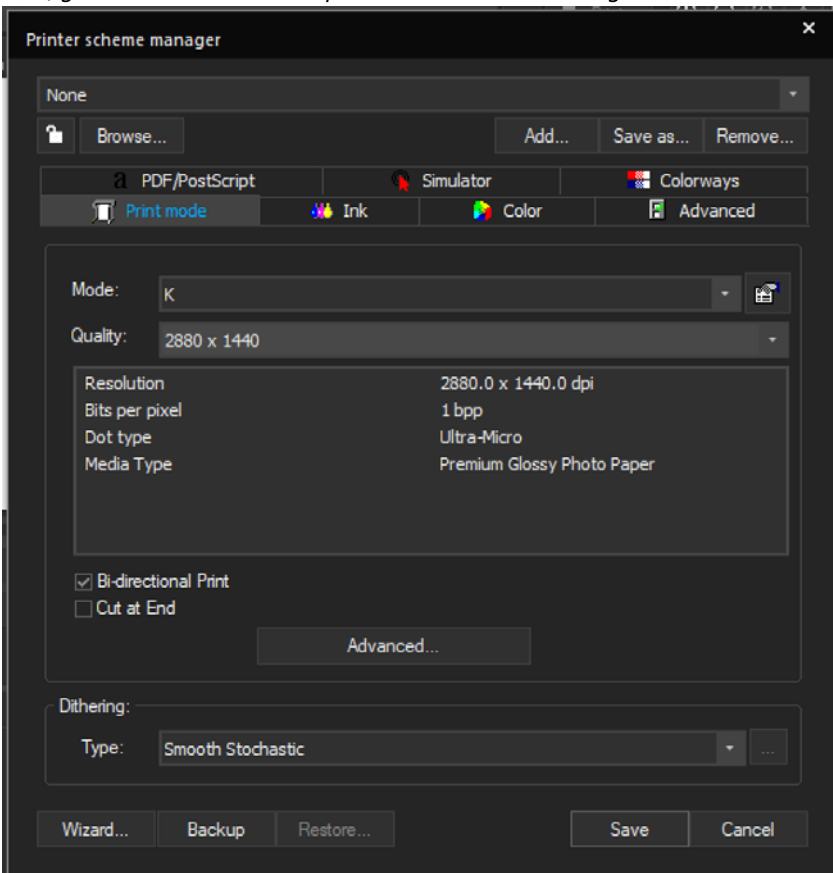 Printer scheme manager
None
Browse... Add... Save as... Remove...
a PDF/PostScript Simulator Colorways
Print mode Ink Color Advanced
Mode: K
Quality: 2880 x 1440
Resolution 2880.0 x 1440.0 dpi
Bits per pixel 1 bpp
Dot type Ultra-Micro
Media Type Premium Glossy Photo Paper
Bi-directional Print
Cut at End
Advanced...
Dithering:
Type: Smooth Stochastic ...
Wizard... Backup Restore... Save Cancel